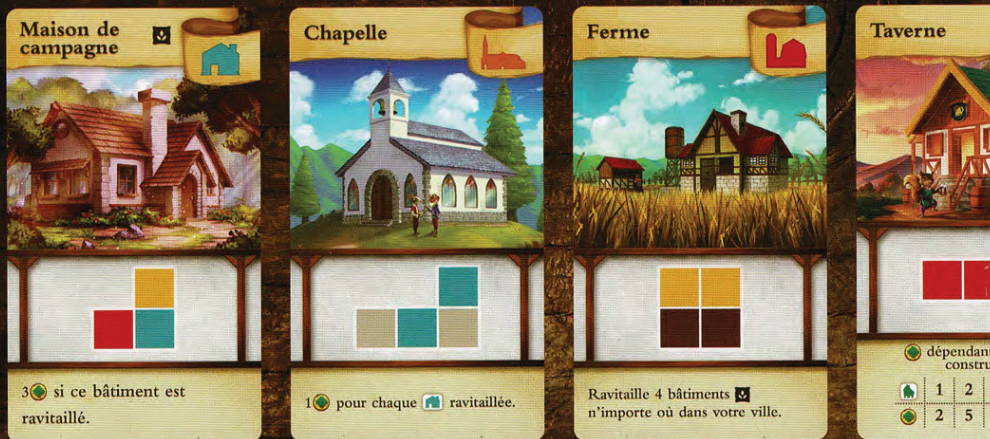 Maison de
campagne
3 si ce bâtiment est
ravitaillé.
Chapelle
1 pour chaque ravitaillée.
Ferme
Ravitaille 4 bâtiments
n'importe où dans votre ville.
Taverne
1 2
2 5